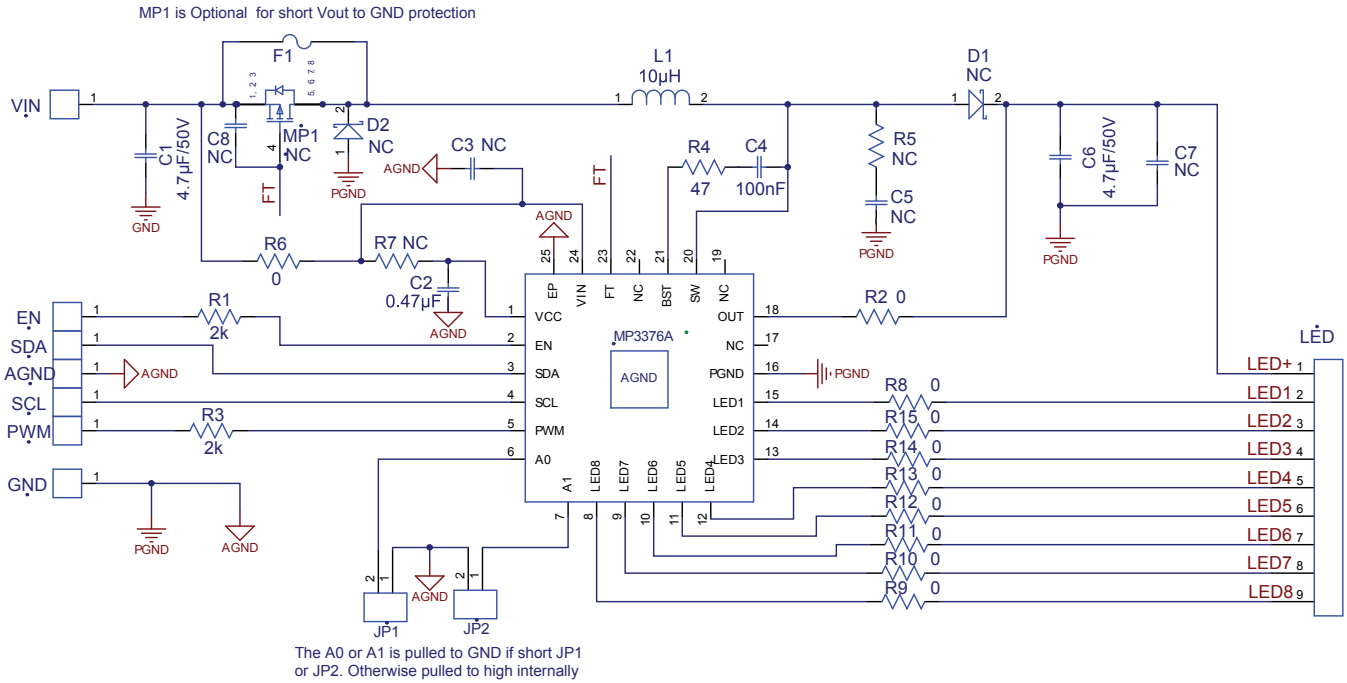 MP1 is Optional for short Vout to GND protection
F1
1, 2 3
5, 6, 7 8
L1
10µH
D1
NC
VIN
1
1
2
1
2
C1
4.7µF/50V
C8
NC
MP1
NC
4
2
D2
NC
1
PGND
FT
GND
AGND
C3 NC
FT
R4
47
C4
100nF
R5
NC
C5
NC
PGND
C6
4.7µF/50V
C7
NC
PGND
R6
0
R7 NC
C2
0.47µF
AGND
AGND
25
24
23
22
21
20
19
EP
VIN
FT
NC
BST
SW
NC
EN
1
R1
2k
1
VCC
OUT
18
R2 0
SDA
1
2
EN
MP3376A
NC
17
LED
AGND
1
AGND
3
SDA
AGND
PGND
16
PGND
LED+ 1
SCL
1
4
SCL
LED1
15
R8 0
LED1 2
PWM
1
R3
2k
5
PWM
LED2
14
R15 0
LED2 3
6
A0
LED3
13
R14 0
LED3 4
GND
1
A1
LED8
LED7
LED6
LED5
LED4
R13 0
LED4 5
7
8
9
10
11
12
R12 0
LED5 6
PGND
AGND
R11 0
LED6 7
R10 0
LED7 8
R9 0
LED8 9
2
1
AGND
2
1
JP1
JP2
The A0 or A1 is pulled to GND if short JP1
or JP2. Otherwise pulled to high internally